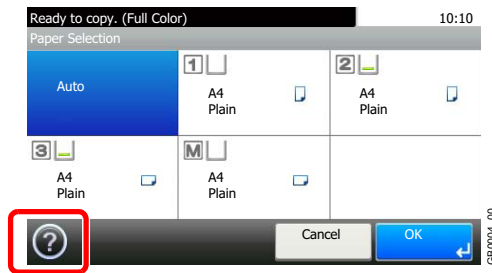 Ready to copy. (Full Color) 10:10
Paper Selection
Auto
1
A4
Plain
2
A4
Plain
3
A4
Plain
M
A4
Plain
?
Cancel
OK
GB0004_00